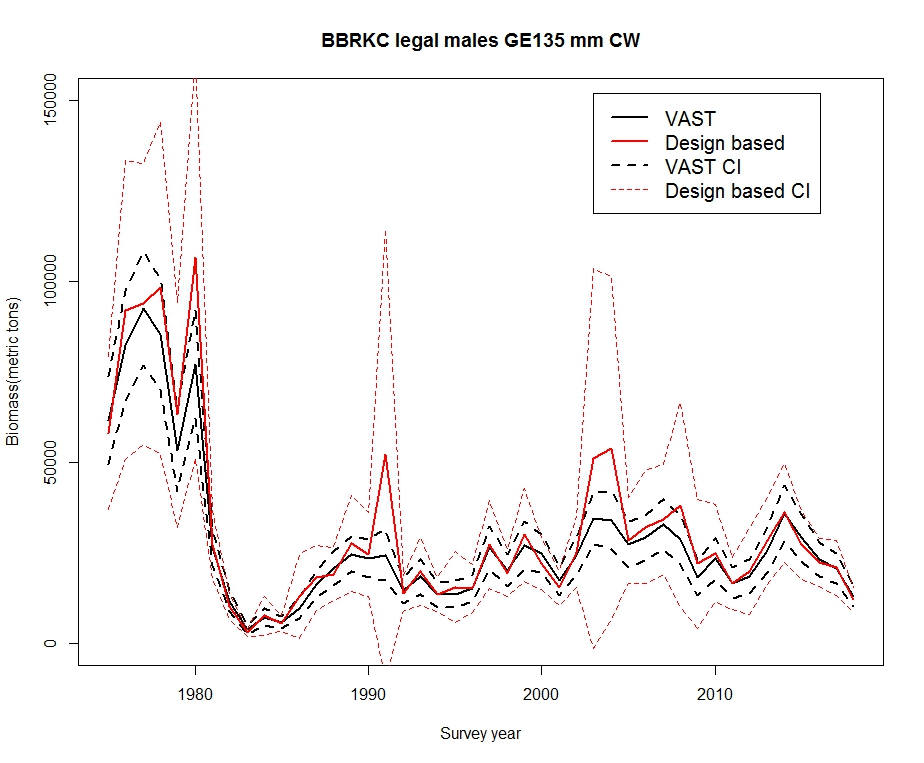 BBRKC legal males GE135 mm CW
VAST
Design based
VAST CI
Design based CI
Biomass(metric tons)
150000
100000
50000
0
1980
1990
2000
2010
Survey year